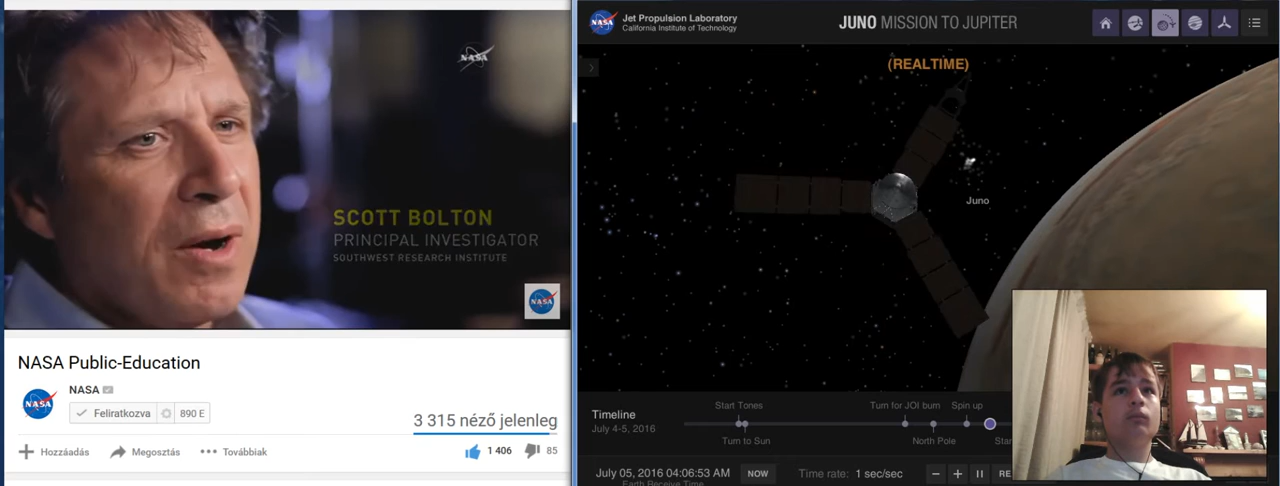 NASA
SCOTT BOLTON
PRINCIPAL INVESTIGATOR
SOUTHWEST RESEARCH INSTITUTE
NASA
NASA Public-Education
NASA
NASA
Feliratkozva
890 E
3 315 néző jelenleg
Hozzáadás
Megosztás
Továbbiak
1 406
85
NASA
Jet Propulsion Laboratory
California Institute of Technology
JUNO MISSION TO JUPITER
(REALTIME)
Juno
Timeline
July 4-5, 2016
Start Tones
Turn to Sun
Turn for JOI burn
North Pole
Spin up
Star
July 05, 2016 04:06:53 AM
Earth Receive Time
NOW
Time rate: 1 sec/sec
RE